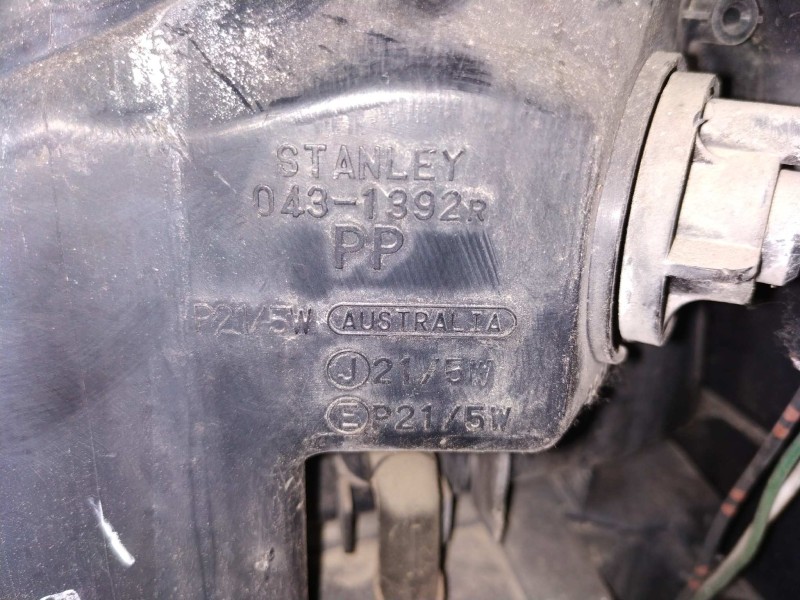 STANLEY
043-1392R
PP
P21/5W AUSTRALIA
J 21/5W
E P21/5W